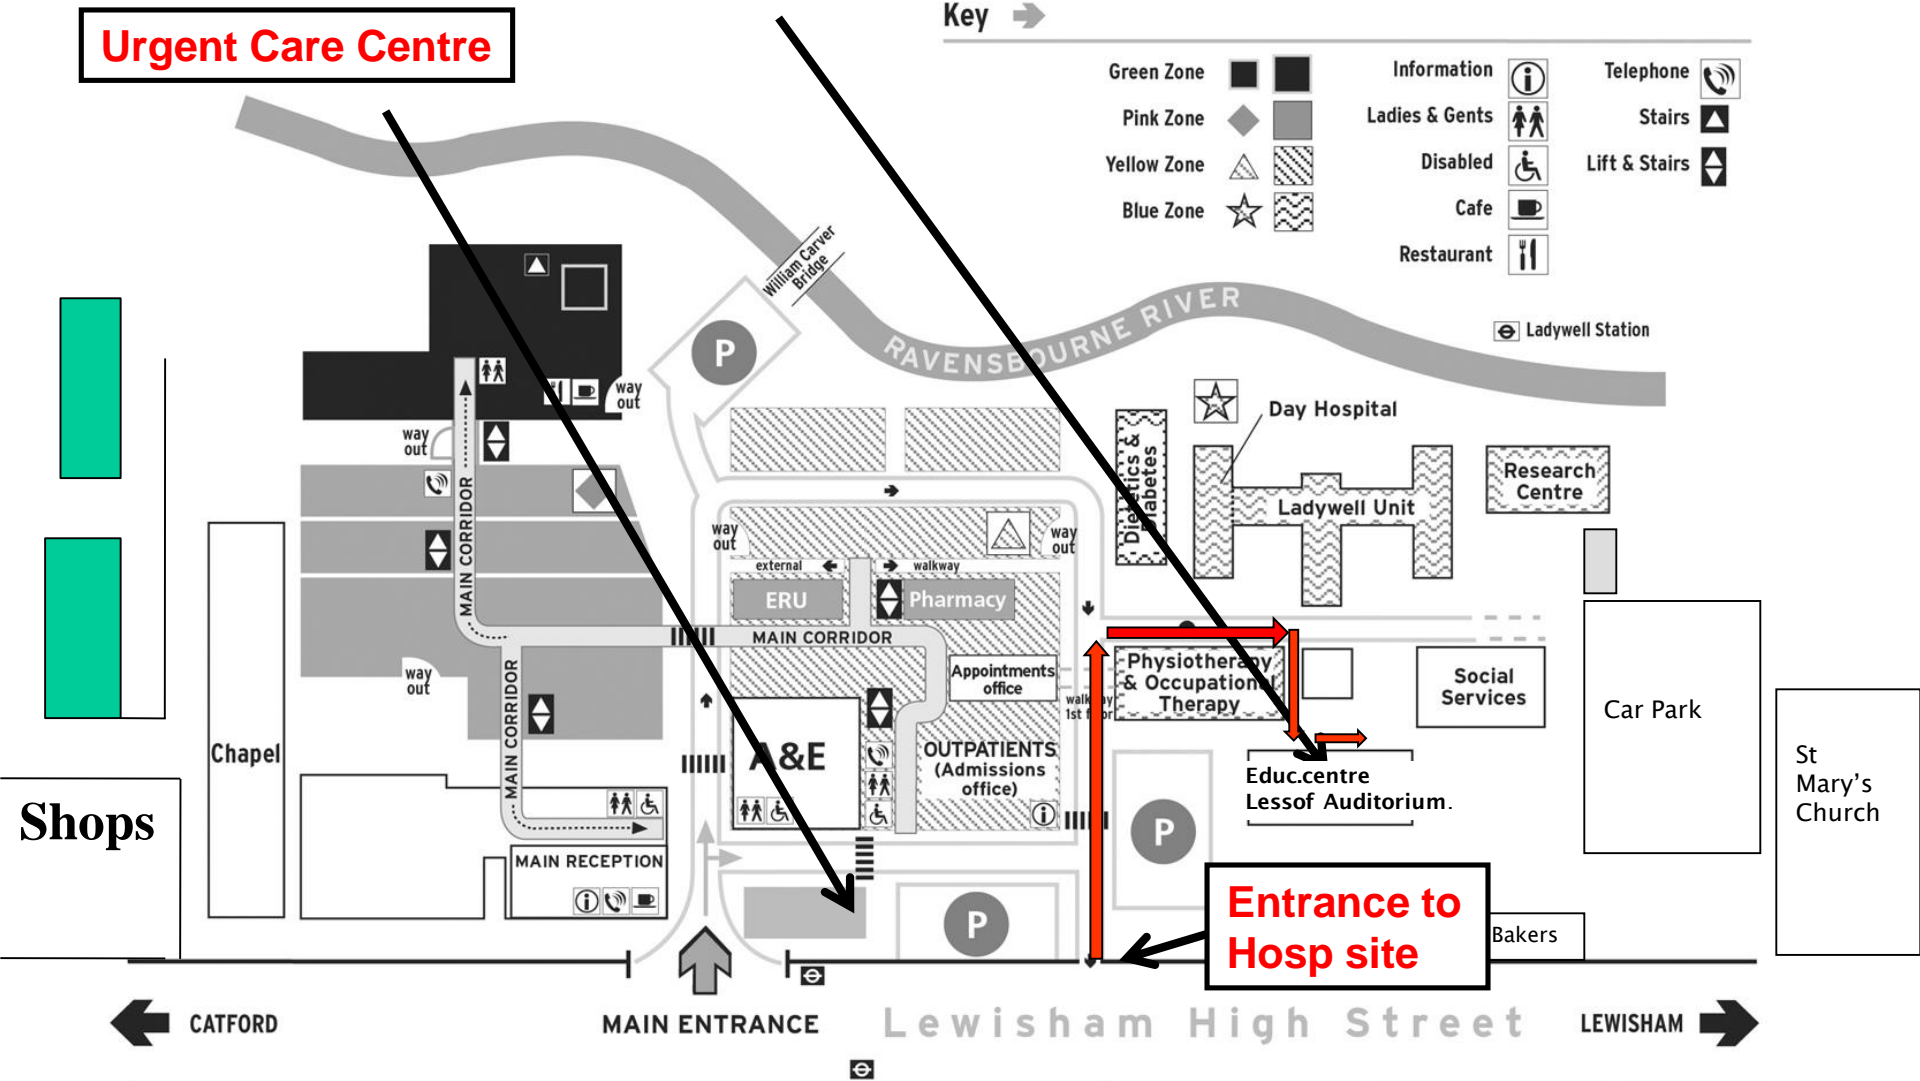 Urgent Care Centre
Key
Green Zone
Pink Zone
Yellow Zone
Blue Zone
Information
Ladies & Gents
Disabled
Cafe
Restaurant
Telephone
Stairs
Lift & Stairs
William Carver
Bridge
RAVENSBOURNE RIVER
Ladywell Station
P
way
out
way
out
MAIN CORRIDOR
way
out
MAIN CORRIDOR
Chapel
Shops
MAIN RECEPTION
Day Hospital
Dietetics &
Diabetes
Ladywell Unit
Research
Centre
way
out
way
out
external
walkway
ERU
Pharmacy
MAIN CORRIDOR
Appointments
office
walkway
1st floor
Physiotherapy
& Occupational
Therapy
Social
Services
Car Park
St
Mary's
Church
A&E
OUTPATIENTS
(Admissions
office)
Educ.centre
Lessof Auditorium.
P
P
Entrance to
Hosp site
Bakers
CATFORD
MAIN ENTRANCE
Lewisham High Street
LEWISHAM